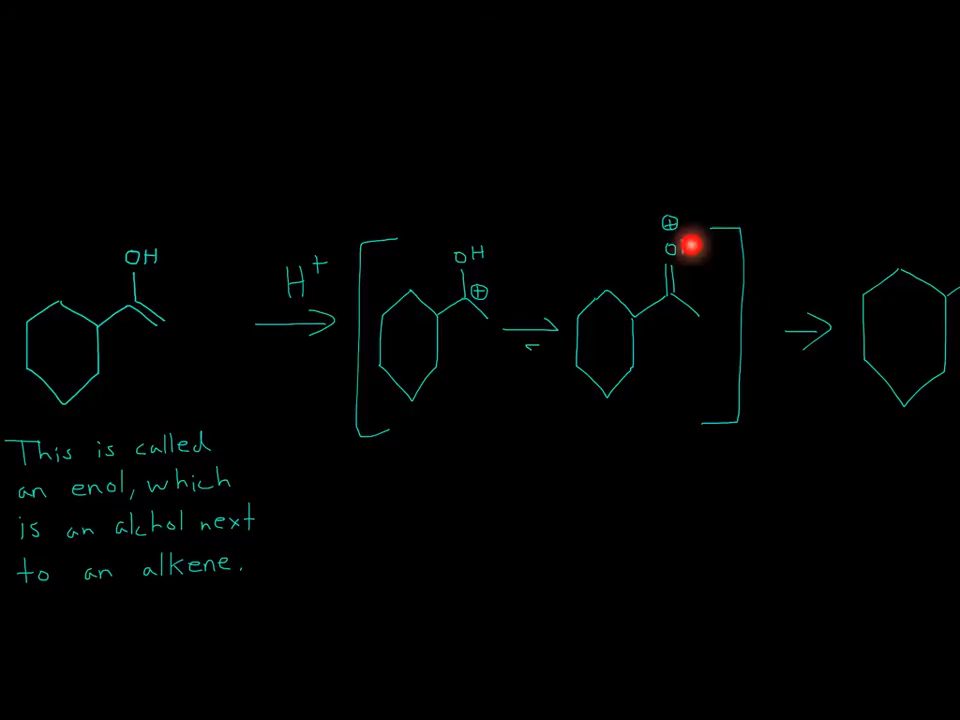 OH
H+
OH
⊕
⊕
O
This is called
an enol, which
is an alchol next
to an alkene.